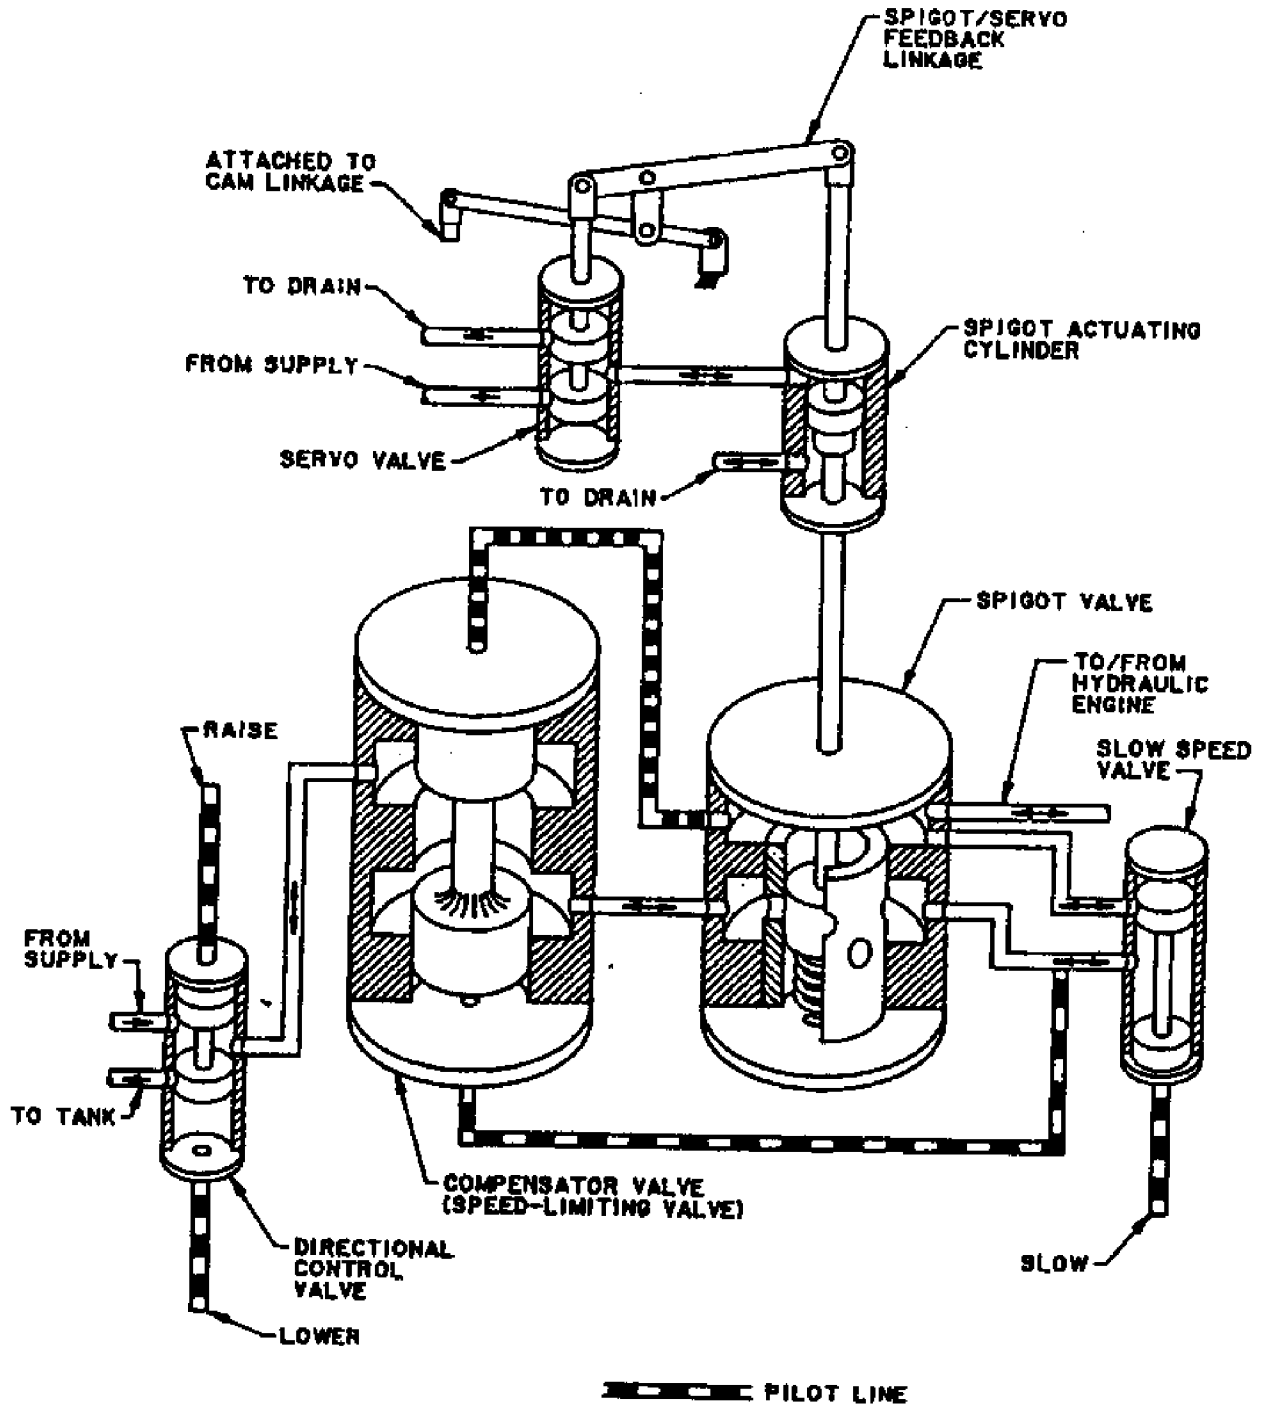 SPIGOT/SERVO
FEEDBACK
LINKAGE
ATTACHED TO
CAM LINKAGE
TO DRAIN
FROM SUPPLY
SERVO VALVE
SPIGOT ACTUATING
CYLINDER
TO DRAIN
SPIGOT VALVE
TO/FROM
HYDRAULIC
ENGINE
SLOW SPEED
VALVE
RAISE
FROM
SUPPLY
TO TANK
COMPENSATOR VALVE
(SPEED-LIMITING VALVE)
DIRECTIONAL
CONTROL
VALVE
SLOW
LOWER
PILOT LINE